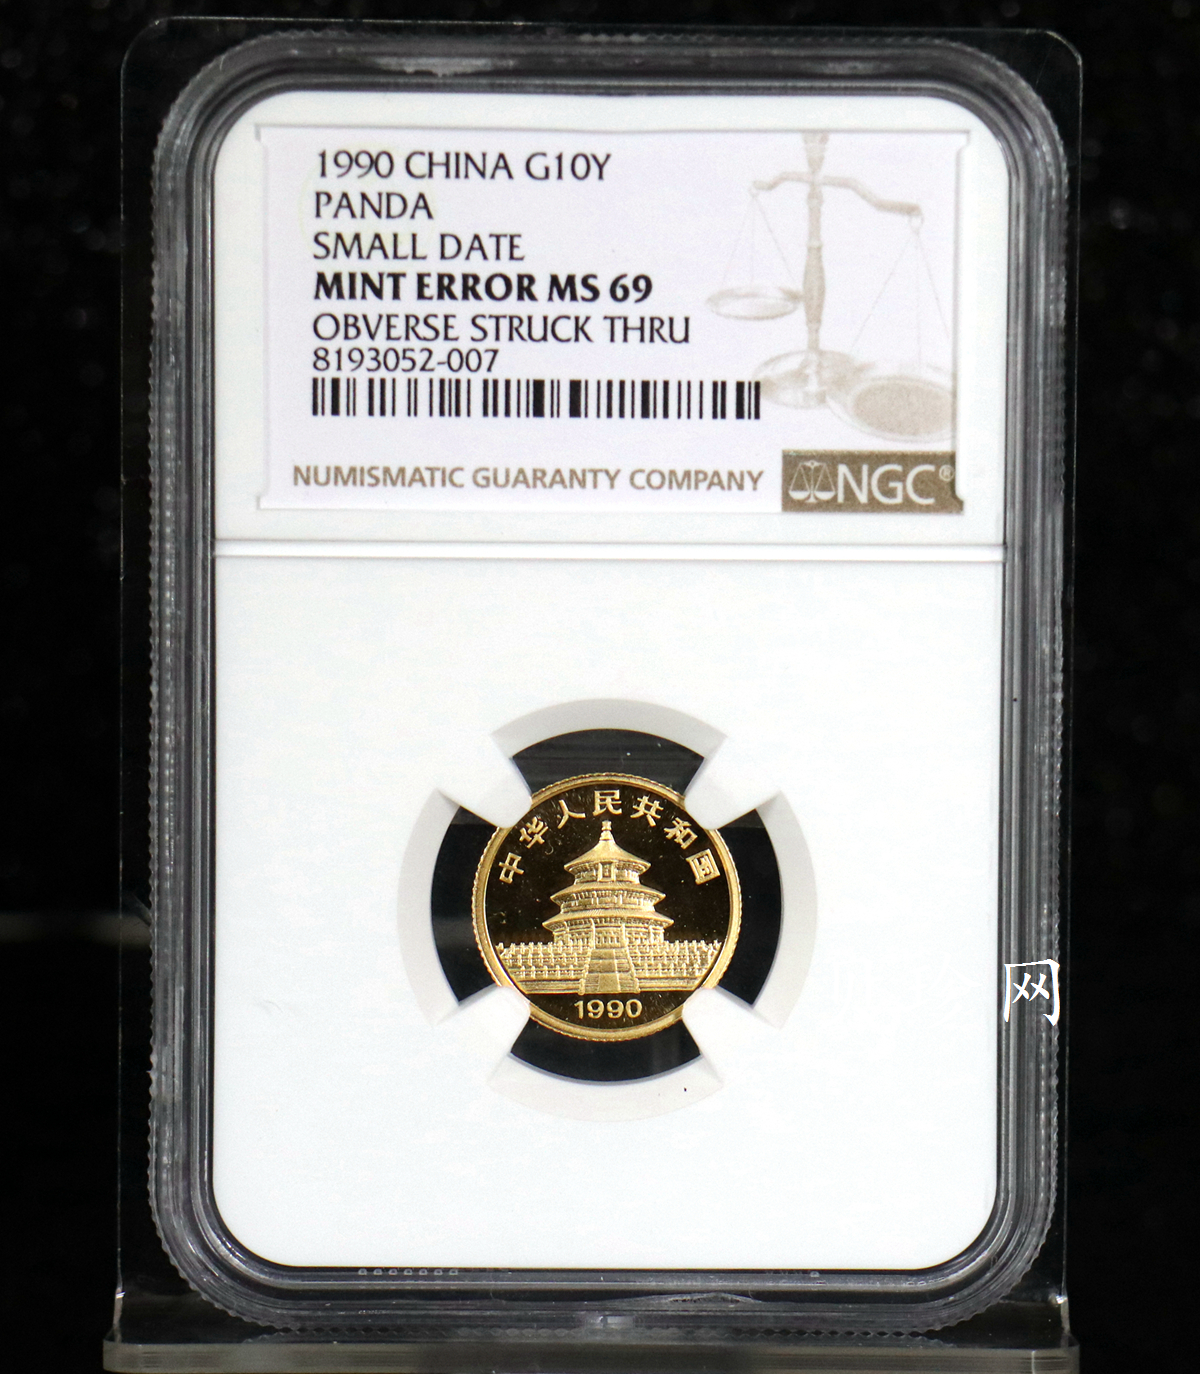 1990 CHINA G10Y
PANDA
SMALL DATE
MINT ERROR MS 69
OBVERSE STRUCK THRU
8193052-007
NUMISMATIC GUARANTY COMPANY
NGC®
中华人民共和国
1990
网